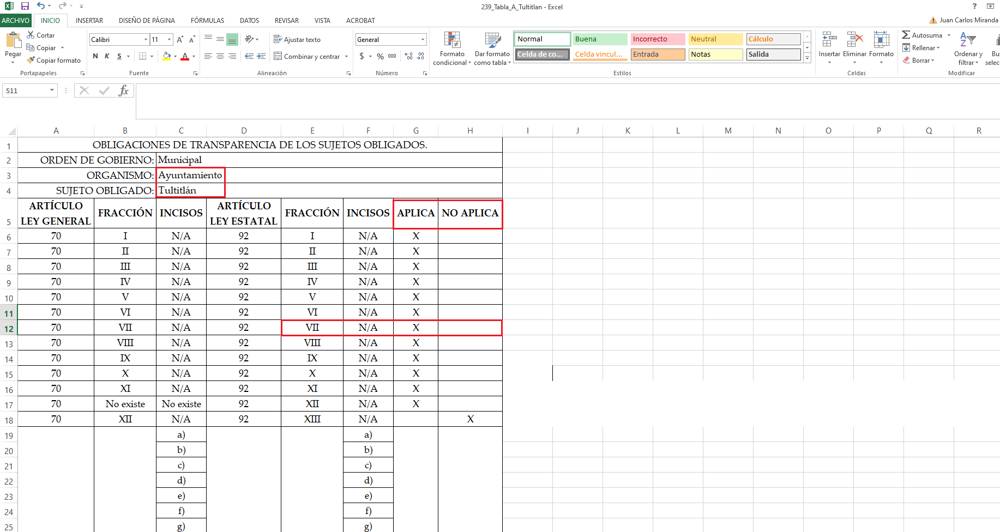 239_Tabla_A_Tultitlan - Excel
?
ARCHIVO INICIO INSERTAR DISEÑO DE PÁGINA FÓRMULAS DATOS REVISAR VISTA ACROBAT
Juan Carlos Miranda
Pegar
Cortar
Copiar
Copiar formato
Portapapeles
Calibri 11
N K S
Fuente
Ajustar texto
Combinar y centrar
Alineación
General
$ % 000
Número
Formato condicional
Dar formato como tabla
Normal Buena Incorrecto Neutral Cálculo
Celda de co... Celda vincul... Entrada Notas Salida
Estilos
Insertar Eliminar Formato
Celdas
Autosuma
Rellenar
Borrar
Ordenar y filtrar
Modificar
S11
fx
A B C D E F G H I J K L M N O P Q R
1 OBLIGACIONES DE TRANSPARENCIA DE LOS SUJETOS OBLIGADOS.
2 ORDEN DE GOBIERNO: Municipal
3 ORGANISMO: Ayuntamiento
4 SUJETO OBLIGADO: Tultitlán
5 ARTÍCULO LEY GENERAL FRACCIÓN INCISOS ARTÍCULO LEY ESTATAL FRACCIÓN INCISOS APLICA NO APLICA
6 70 I N/A 92 I N/A X
7 70 II N/A 92 II N/A X
8 70 III N/A 92 III N/A X
9 70 IV N/A 92 IV N/A X
10 70 V N/A 92 V N/A X
11 70 VI N/A 92 VI N/A X
12 70 VII N/A 92 VII N/A X
13 70 VIII N/A 92 VIII N/A X
14 70 IX N/A 92 IX N/A X
15 70 X N/A 92 X N/A X
16 70 XI N/A 92 XI N/A X
17 70 No existe No existe 92 XII N/A X
18 70 XII N/A 92 XIII N/A X
19 a) a)
20 b) b)
21 c) c)
22 d) d)
23 e) e)
24 f) f)
25 g) g)